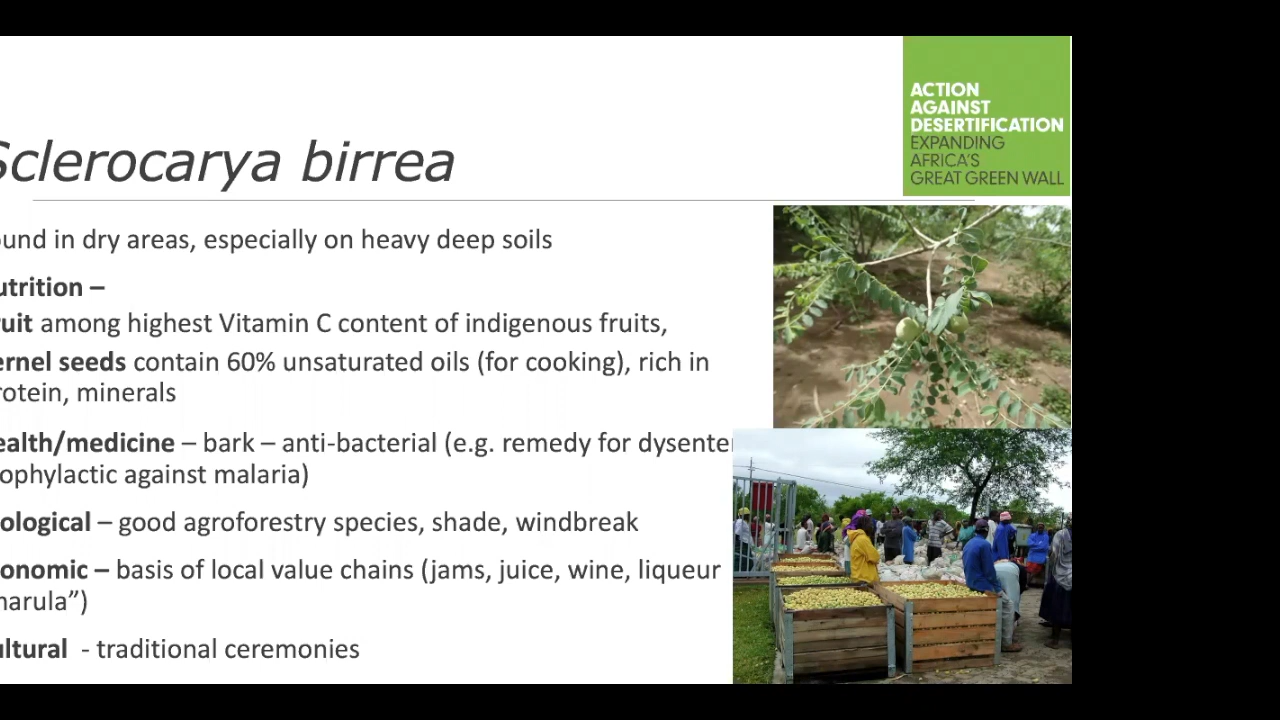 Sclerocarya birrea
ound in dry areas, especially on heavy deep soils
utrition –
ruit among highest Vitamin C content of indigenous fruits,
ernel seeds contain 60% unsaturated oils (for cooking), rich in
rotein, minerals
ealth/medicine – bark – anti-bacterial (e.g. remedy for dysenter
ophylactic against malaria)
ological – good agroforestry species, shade, windbreak
onomic – basis of local value chains (jams, juice, wine, liqueur
narula”)
ultural - traditional ceremonies
ACTION
AGAINST
DESERTIFICATION
EXPANDING
AFRICA'S
GREAT GREEN WALL